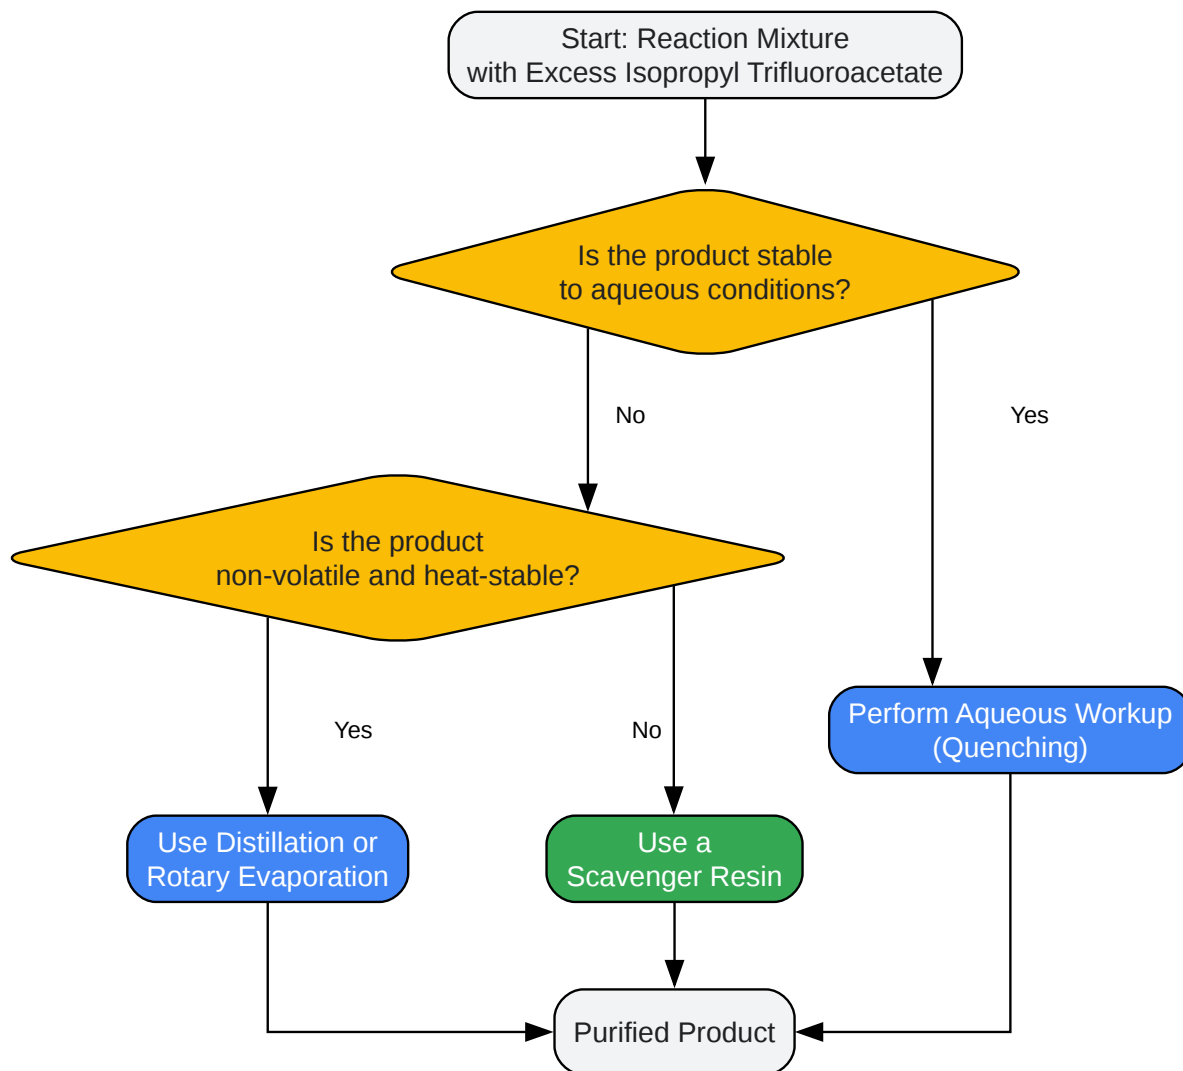 Start: Reaction Mixture
with Excess Isopropyl Trifluoroacetate
Is the product stable
to aqueous conditions?
No
Yes
Is the product
non-volatile and heat-stable?
Yes
No
Perform Aqueous Workup
(Quenching)
Use Distillation or
Rotary Evaporation
Use a
Scavenger Resin
Purified Product